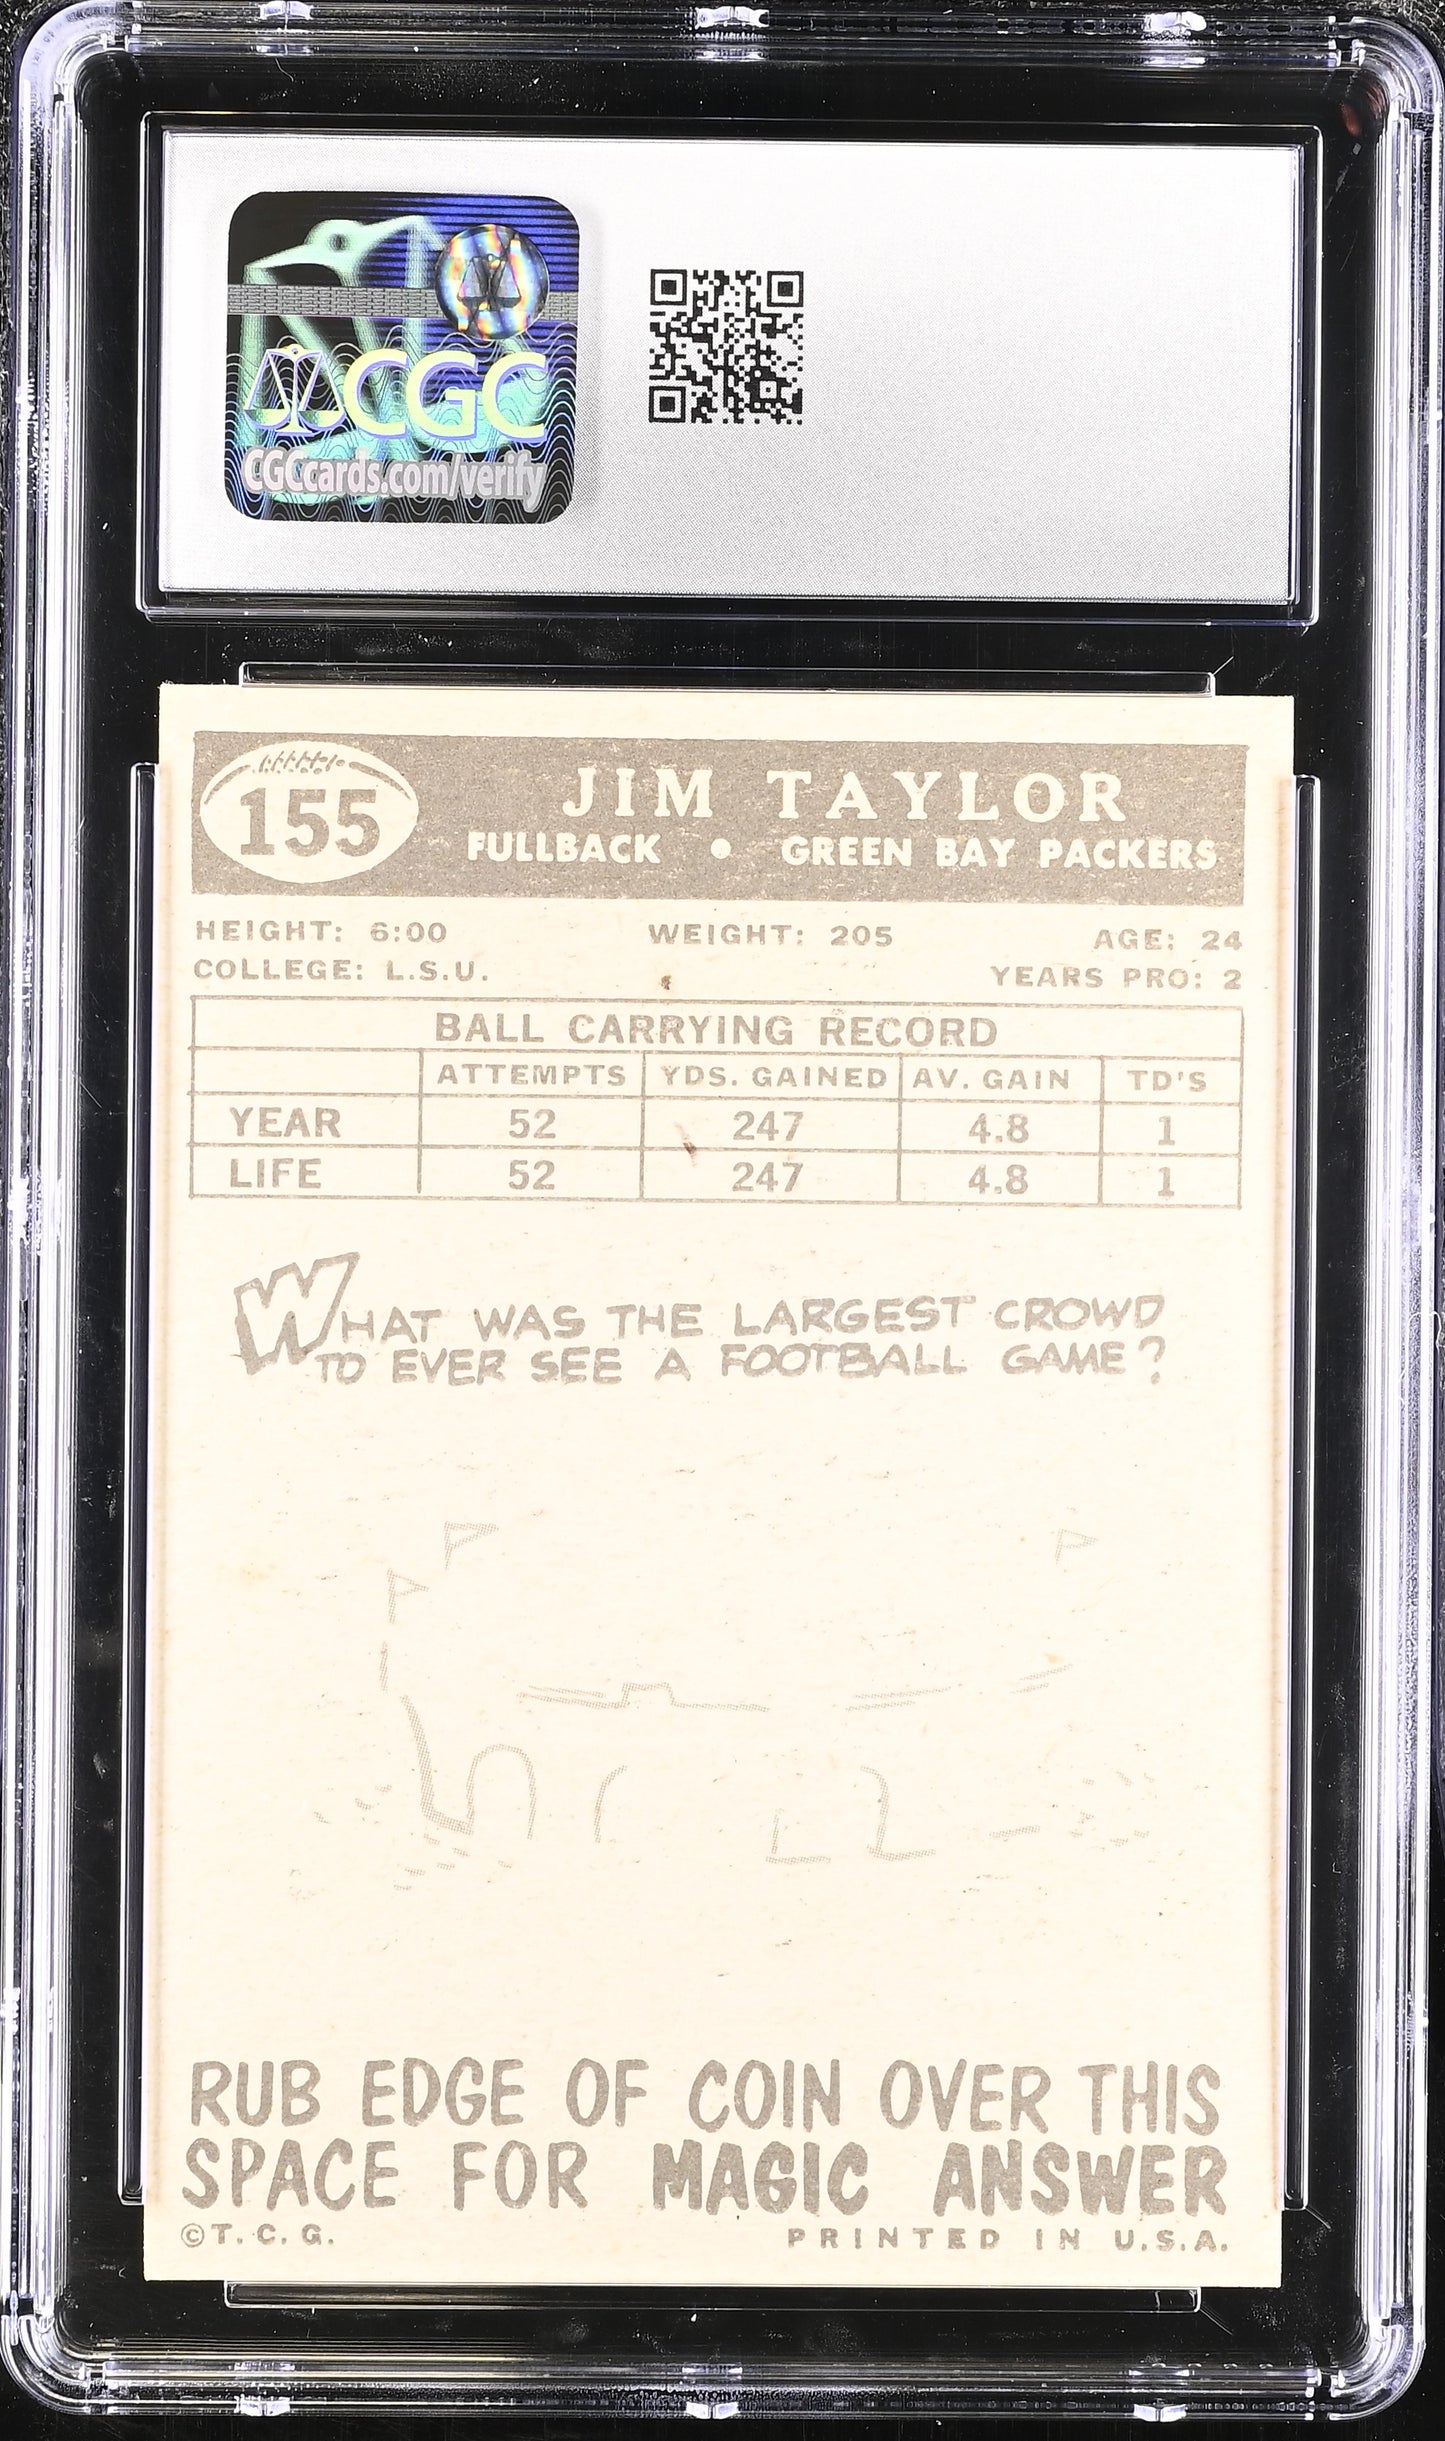 CGC
CGCcards.com/verify
155
JIM TAYLOR
FULLBACK • GREEN BAY PACKERS
HEIGHT: 6:00 WEIGHT: 205 AGE: 24
COLLEGE: L.S.U. YEARS PRO: 2
BALL CARRYING RECORD
ATTEMPTS YDS. GAINED AV. GAIN TD'S
YEAR 52 247 4.8 1
LIFE 52 247 4.8 1
WHAT WAS THE LARGEST CROWD
TO EVER SEE A FOOTBALL GAME?
RUB EDGE OF COIN OVER THIS
SPACE FOR MAGIC ANSWER
©T.C.G. PRINTED IN U.S.A.